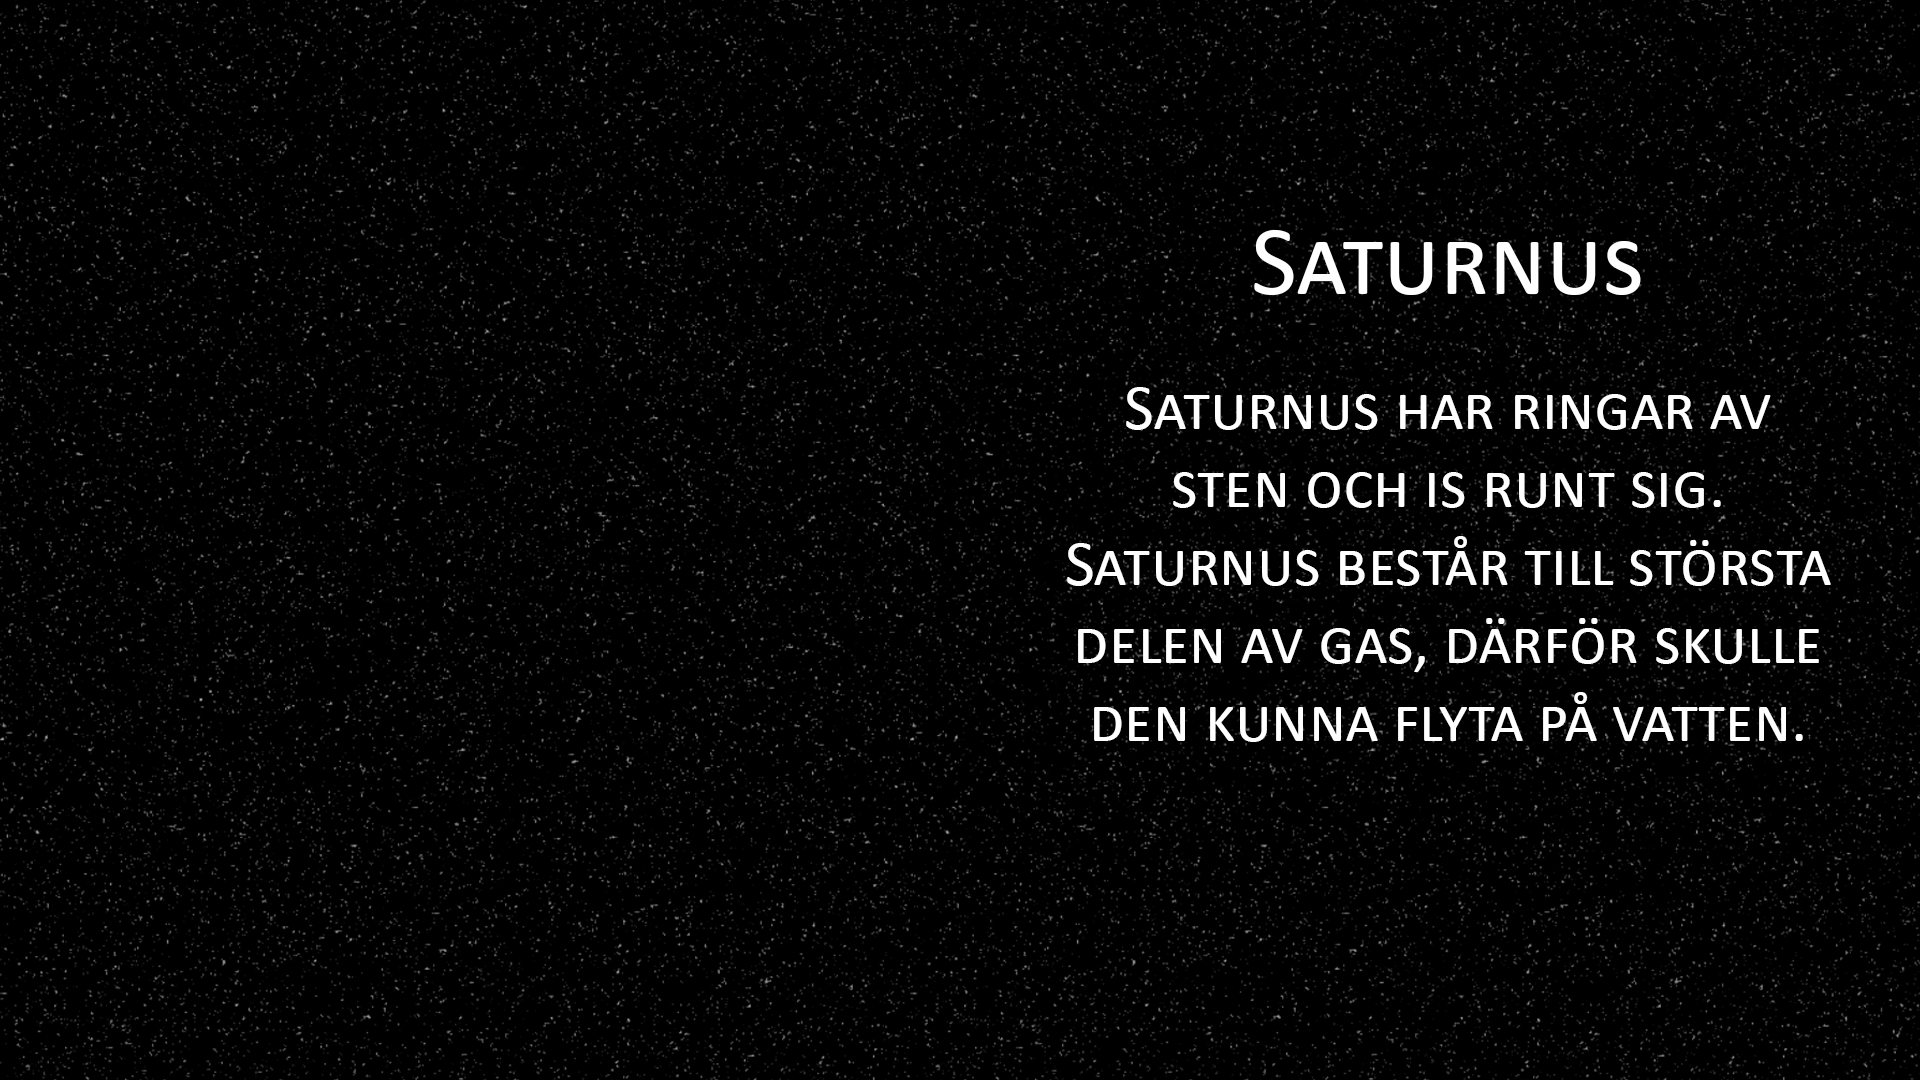 Saturnus
Saturnus har ringar av
sten och is runt sig.
Saturnus består till största
delen av gas, därför skulle
den kunna flyta på vatten.